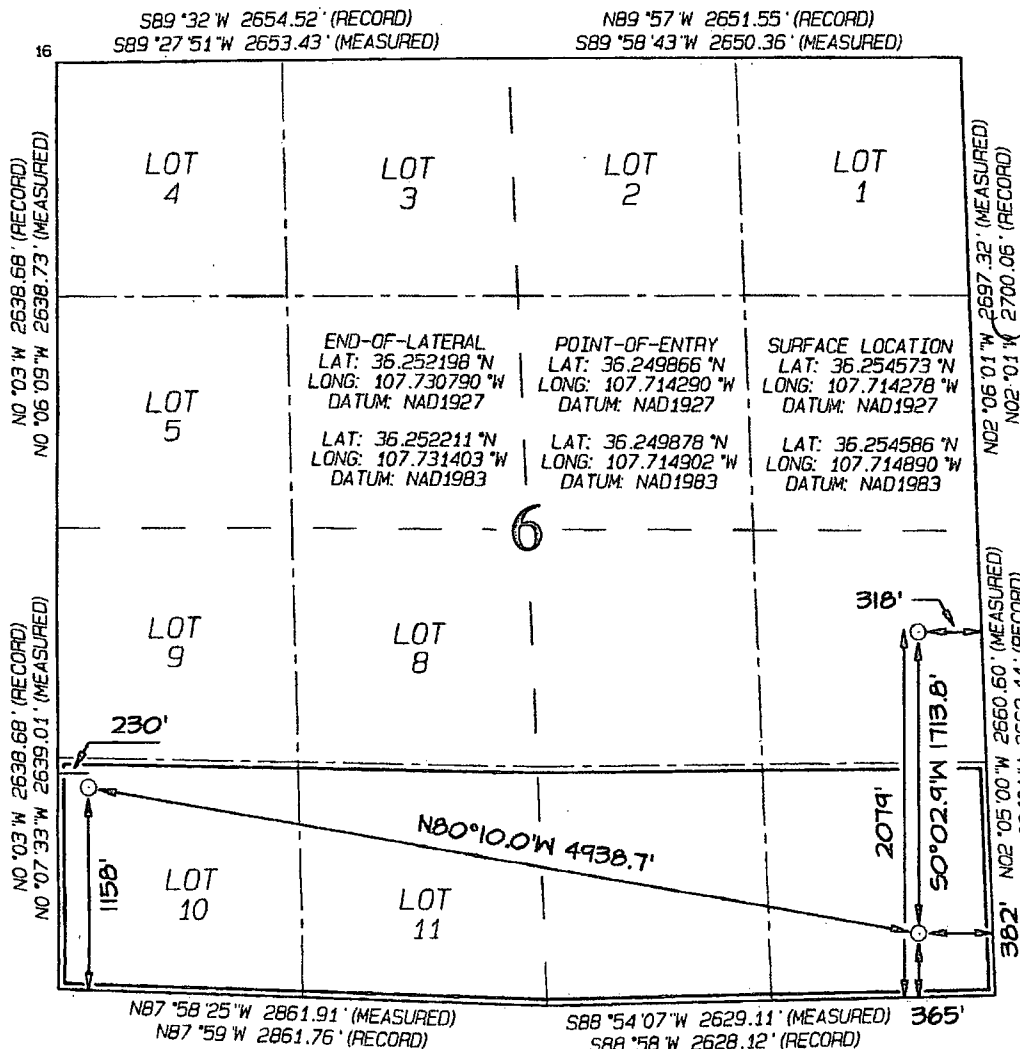 S89°32'W 2654.52' (RECORD)
S89°27'51"W 2653.43' (MEASURED)
N89°57'W 2651.55' (RECORD)
S89°58'43"W 2650.36' (MEASURED)
16
N0°03'W 2638.68' (RECORD)
N0°06'09"W 2638.73' (MEASURED)
N02°06'01"W 2697.32' (MEASURED)
N02°01'W 2700.06' (RECORD)
LOT
4
LOT
3
LOT
2
LOT
1
LOT
5
END-OF-LATERAL
LAT: 36.252198°N
LONG: 107.730790°W
DATUM: NAD1927
LAT: 36.252211°N
LONG: 107.731403°W
DATUM: NAD1983
POINT-OF-ENTRY
LAT: 36.249866°N
LONG: 107.714290°W
DATUM: NAD1927
LAT: 36.249878°N
LONG: 107.714902°W
DATUM: NAD1983
SURFACE LOCATION
LAT: 36.254573°N
LONG: 107.714278°W
DATUM: NAD1927
LAT: 36.254586°N
LONG: 107.714890°W
DATUM: NAD1983
6
LOT
9
LOT
8
318'
N0°03'W 2638.68' (RECORD)
N0°07'33"W 2639.01' (MEASURED)
N02°05'00"W 2660.60' (MEASURED)
230'
1158'
N80°10.0'W 4938.7'
2079'
S0°02.9'W 1713.8'
LOT
10
LOT
11
382'
365'
N87°58'25"W 2861.91' (MEASURED)
N87°59'W 2861.76' (RECORD)
S88°54'07"W 2629.11' (MEASURED)
S88°58'W 2628.12' (RECORD)